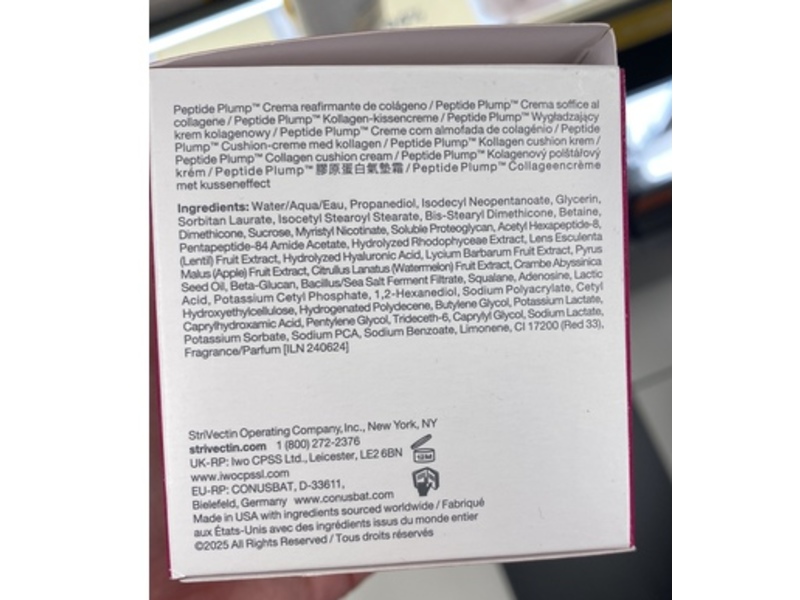 Peptide Plump™ Crema reafirmante de colágeno / Peptide Plump™ Crema soffice al
collagene / Peptide Plump™ Kollagen-kissencreme / Peptide Plump™ Wygładzający
krem kolagenowy / Peptide Plump™ Creme com almofada de colagénio / Peptide
Plump™ Cushion-creme med kollagen / Peptide Plump™ Kollagen cushion krem /
Peptide Plump™ Collagen cushion cream / Peptide Plump™ Kolagenový polštářový
krém / Peptide Plump™ 膠原蛋白氣墊霜 / Peptide Plump™ Collageencrème
met kusseneffect
Ingredients: Water/Aqua/Eau, Propanediol, Isodecyl Neopentanoate, Glycerin,
Sorbitan Laurate, Isocetyl Stearoyl Stearate, Bis-Stearyl Dimethicone, Betaine,
Dimethicone, Sucrose, Myristyl Nicotinate, Soluble Proteoglycan, Acetyl Hexapeptide-8,
Pentapeptide-84 Amide Acetate, Hydrolyzed Rhodophyceae Extract, Lens Esculenta
(Lentil) Fruit Extract, Hydrolyzed Hyaluronic Acid, Lycium Barbarum Fruit Extract, Pyrus
Malus (Apple) Fruit Extract, Citrullus Lanatus (Watermelon) Fruit Extract, Crambe Abyssinica
Seed Oil, Beta-Glucan, Bacillus/Sea Salt Ferment Filtrate, Squalane, Adenosine, Lactic
Acid, Potassium Cetyl Phosphate, 1,2-Hexanediol, Sodium Polyacrylate, Cetyl
Hydroxyethylcellulose, Hydrogenated Polydecene, Butylene Glycol, Potassium Lactate,
Caprylhydroxamic Acid, Pentylene Glycol, Trideceth-6, Caprylyl Glycol, Sodium Lactate,
Potassium Sorbate, Sodium PCA, Sodium Benzoate, Limonene, CI 17200 (Red 33),
Fragrance/Parfum [ILN 240624]
StriVectin Operating Company, Inc., New York, NY
strivectin.com 1 (800) 272-2376
UK-RP: Iwo CPSS Ltd., Leicester, LE2 6BN
12M
www.iwocpssl.com
EU-RP: CONUSBAT, D-33611,
Bielefeld, Germany www.conusbat.com
Made in USA with ingredients sourced worldwide / Fabriqué
aux États-Unis avec des ingrédients issus du monde entier
©2025 All Rights Reserved / Tous droits réservés